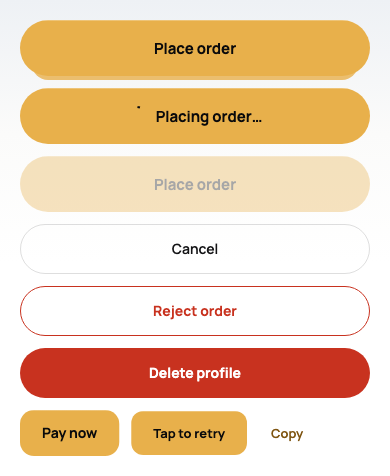 Place order
Placing order...
Place order
Cancel
Reject order
Delete profile
Pay now
Tap to retry
Copy